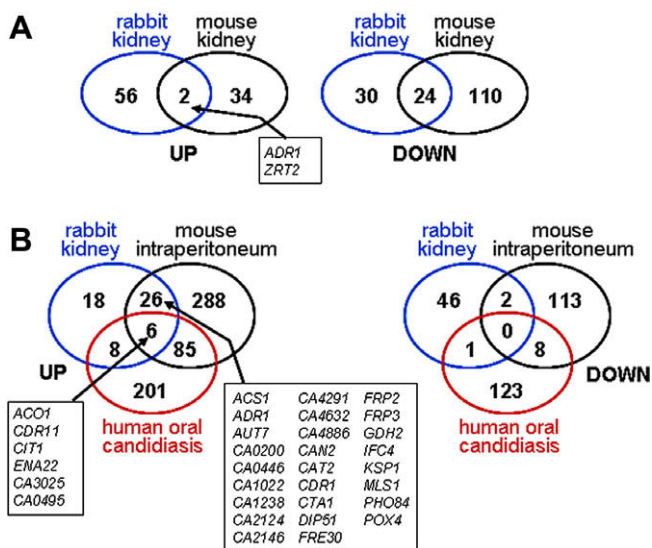 A
rabbit kidney
mouse kidney
56 2 34
UP
ADR1
ZRT2
rabbit kidney
mouse kidney
30 24 110
DOWN
B
rabbit kidney
mouse intraperitoneum
18 26 288
6
8 85
201
UP
human oral candidiasis
ACO1
CDR11
CIT1
ENA22
CA3025
CA0495
ACS1 CA4291 FRP2
ADR1 CA4632 FRP3
AUT7 CA4886 GDH2
CA0200 CAN2 IFC4
CA0446 CAT2 KSP1
CA1022 CDR1 MLS1
CA1238 CTA1 PHO84
CA2124 DIP51 POX4
CA2146 FRE30
rabbit kidney
mouse intraperitoneum
46 2 113
0
1 8
123
DOWN
human oral candidiasis